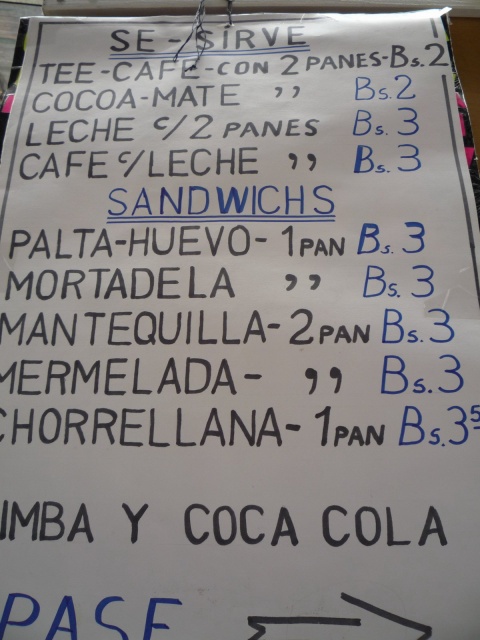 SE-SIRVE
TEE-CAFE-CON 2 PANES-Bs.2
COCOA-MATE ,, Bs.2
LECHE c/2 PANES Bs. 3
CAFE c/LECHE ,, Bs.3
SANDWICHS
PALTA-HUEVO- 1PAN Bs.3
MORTADELA ,, Bs.3
MANTEQUILLA-2PAN Bs.3
MERMELADA- ,, Bs.3
CHORRELLANA-1PAN Bs.35
IMBA Y COCA COLA
PASE